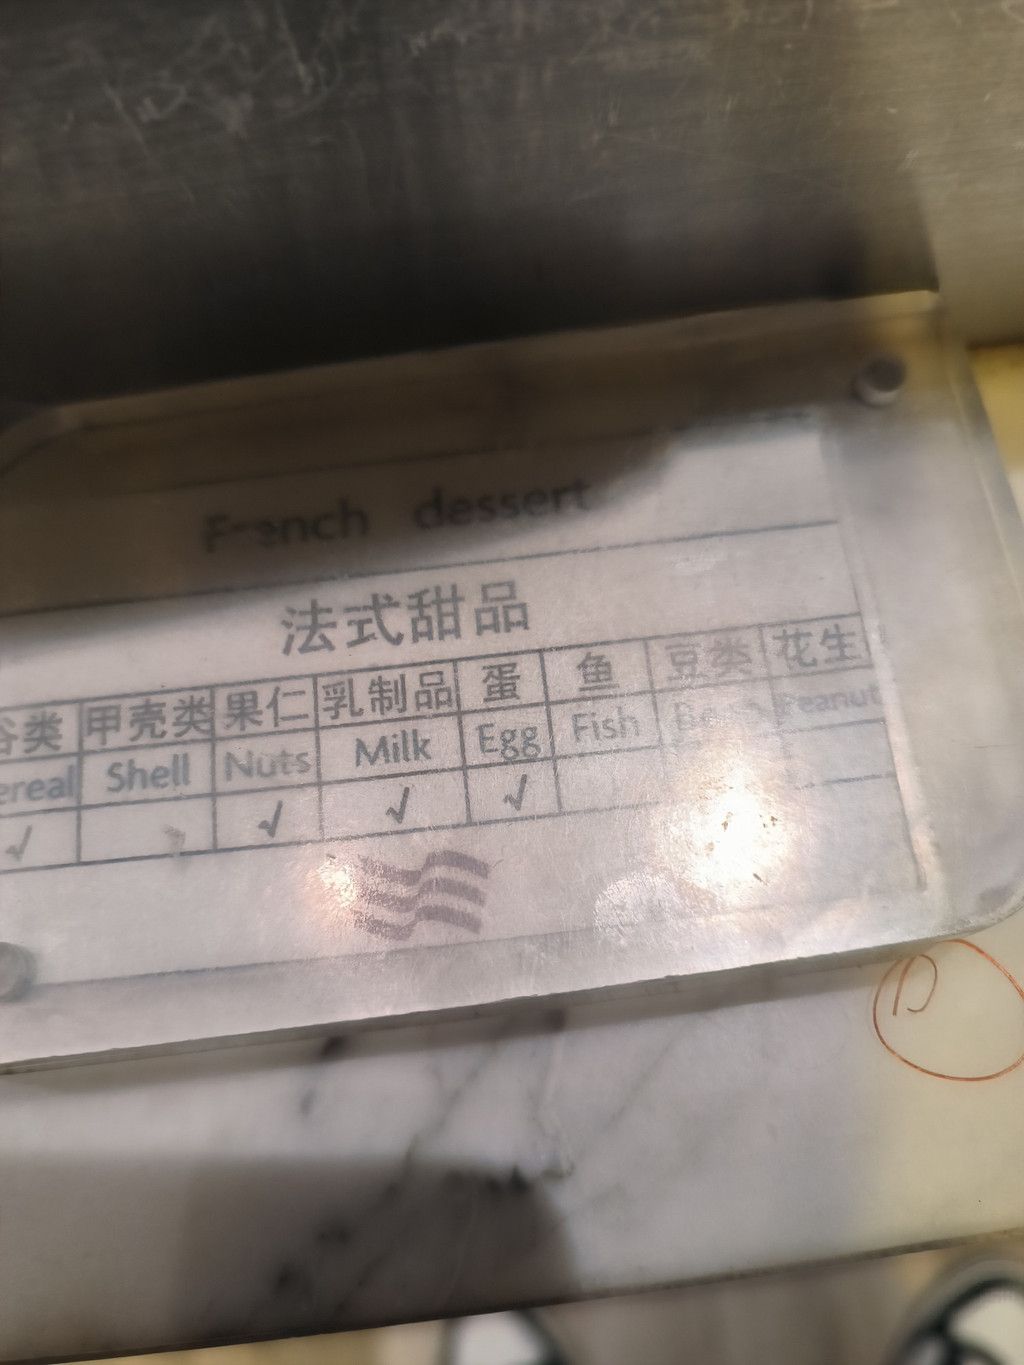 French dessert
法式甜品
谷类 甲壳类 果仁 乳制品 蛋 鱼 豆类 花生
ereal Shell Nuts Milk Egg Fish Peanut
√ √ √ √